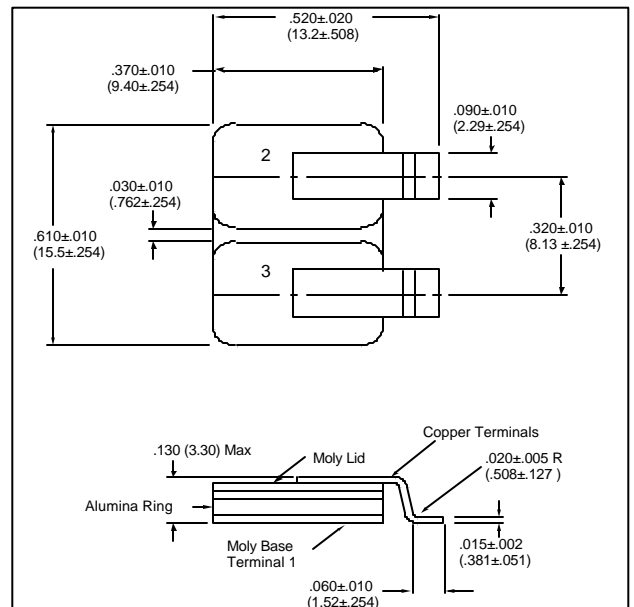 .520±.020
(13.2±.508)
.370±.010
(9.40±.254)
.090±.010
(2.29±.254)
2
.030±.010
(.762±.254)
.610±.010
(15.5±.254)
.320±.010
(8.13 ±.254)
3
Copper Terminals
.130 (3.30) Max
Moly Lid
.020±.005 R
(.508±.127 )
Alumina Ring
Moly Base
Terminal 1
.015±.002
(.381±.051)
.060±.010
(1.52±.254)